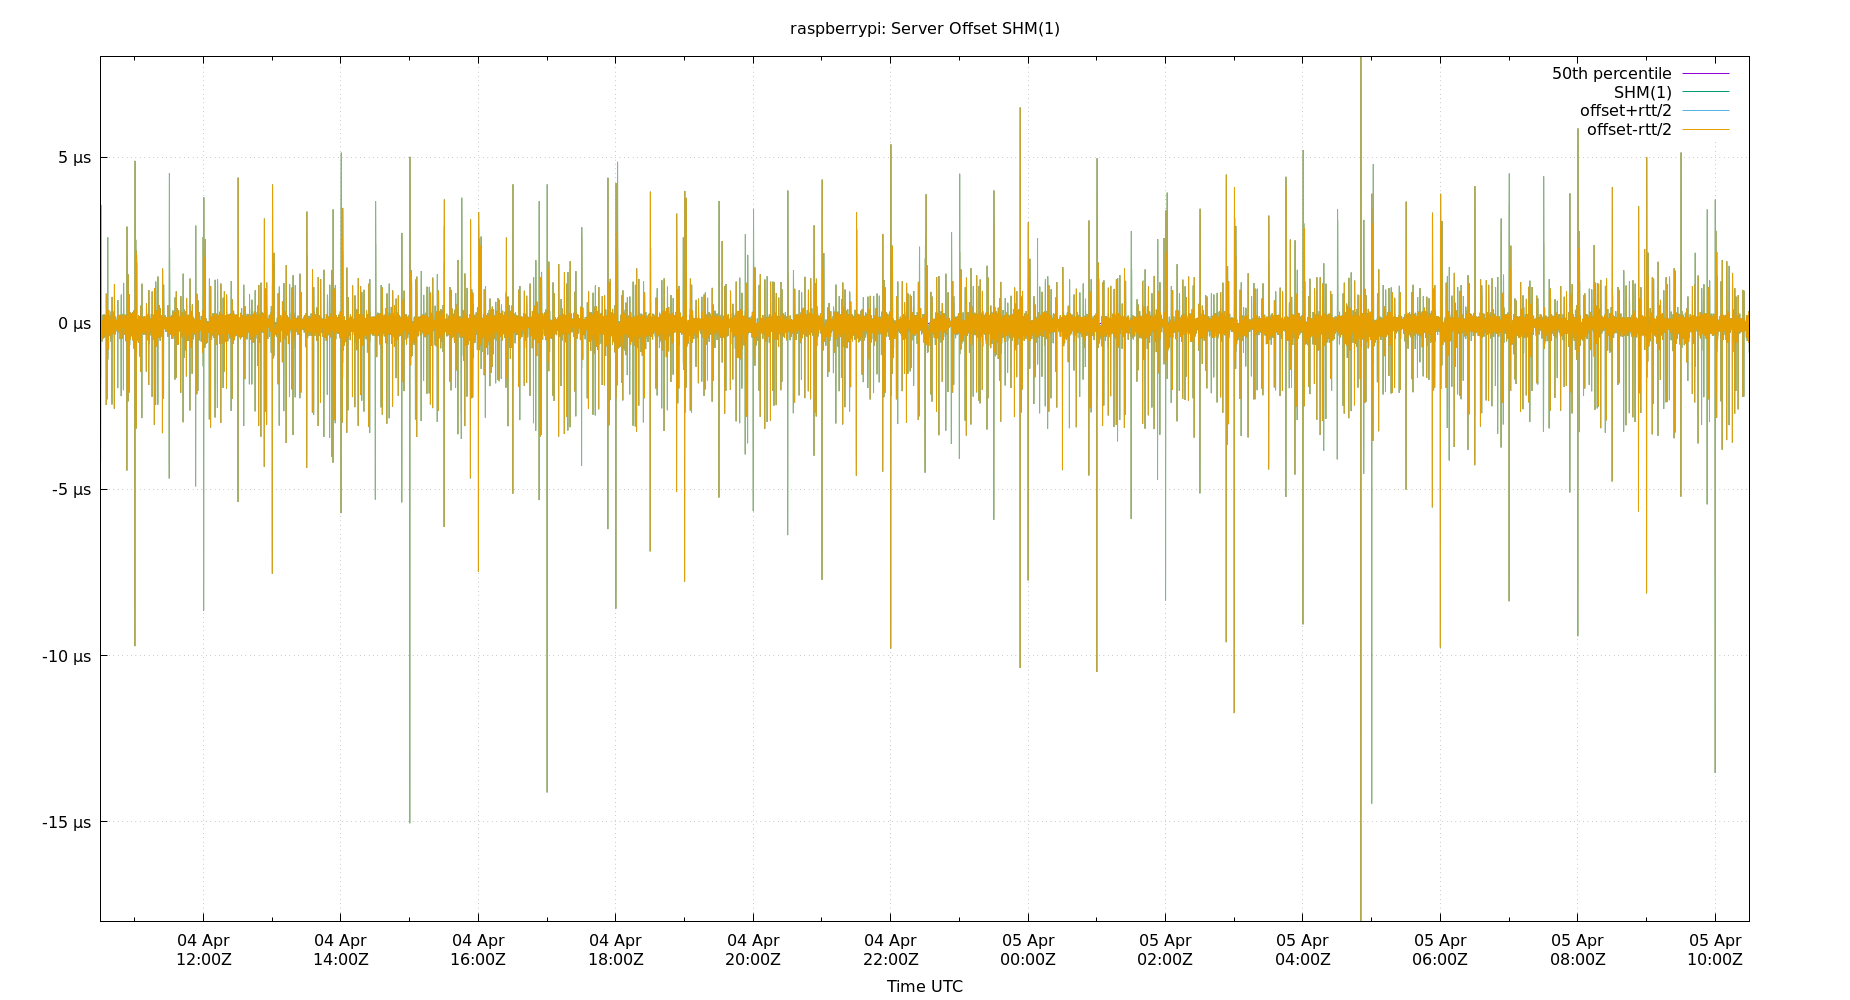 raspberrypi: Server Offset SHM(1)
50th percentile
SHM(1)
offset+rtt/2
offset-rtt/2
5 µs
0 µs
-5 µs
-10 µs
-15 µs
04 Apr 04 Apr 04 Apr 04 Apr 04 Apr 04 Apr 05 Apr 05 Apr 05 Apr 05 Apr 05 Apr 05 Apr
12:00Z 14:00Z 16:00Z 18:00Z 20:00Z 22:00Z 00:00Z 02:00Z 04:00Z 06:00Z 08:00Z 10:00Z
Time UTC